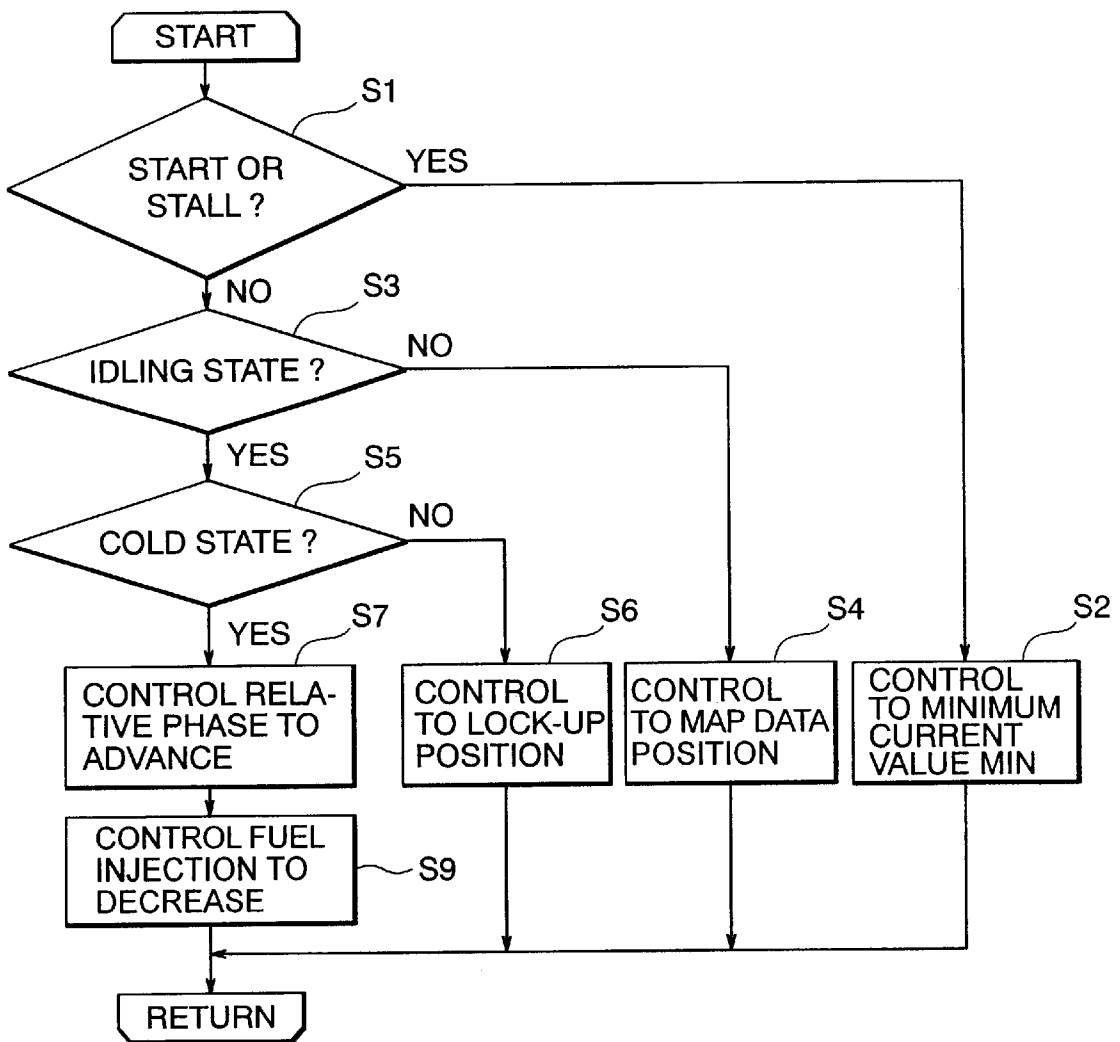 START
S1
START OR
STALL ?
YES
NO
S3
IDLING STATE ?
NO
YES
S5
COLD STATE ?
NO
YES
S7
CONTROL RELA-
TIVE PHASE TO
ADVANCE
S6
CONTROL
TO LOCK-UP
POSITION
S4
CONTROL
TO MAP DATA
POSITION
S2
CONTROL
TO MINIMUM
CURRENT
VALUE MIN
CONTROL FUEL
INJECTION TO
DECREASE
S9
RETURN